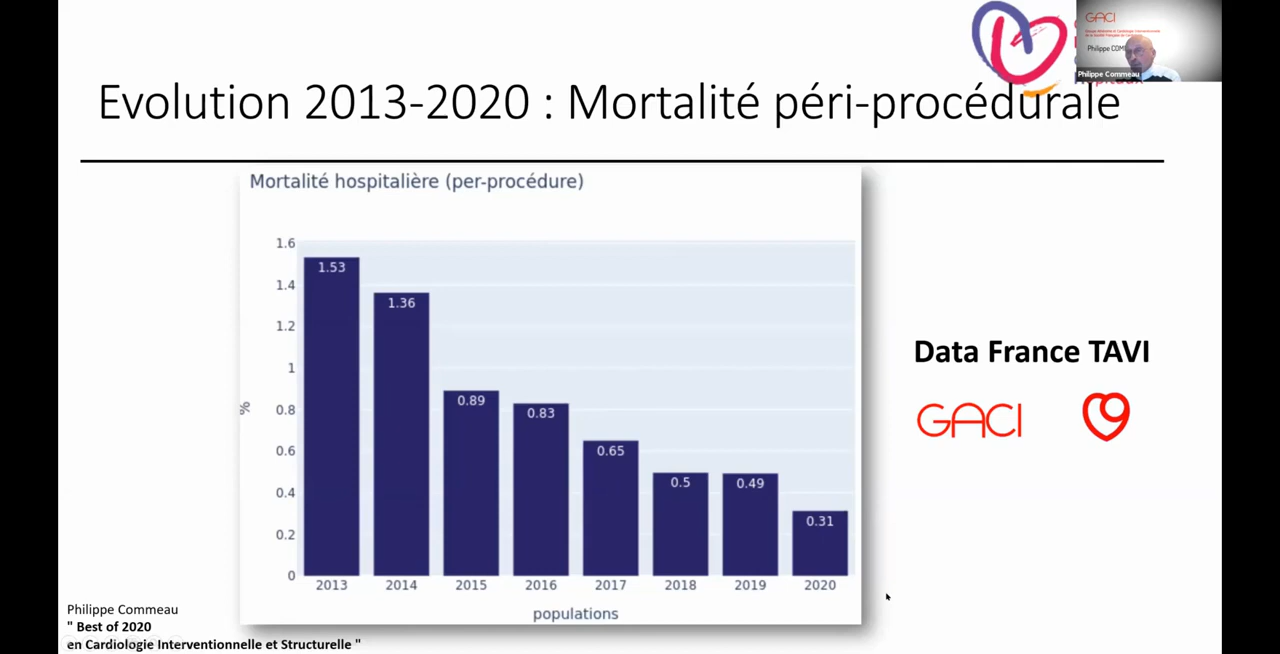 GACI
Philippe COM
Philippe Commeau
Evolution 2013-2020 : Mortalité péri-procédurale
Mortalité hospitalière (per-procédure)
1.6
1.4
1.2
1
0.8
0.6
0.4
0.2
0
%
1.53
1.36
0.89
0.83
0.65
0.5
0.49
0.31
2013 2014 2015 2016 2017 2018 2019 2020
populations
Data France TAVI
GACI
Philippe Commeau
" Best of 2020
en Cardiologie Interventionnelle et Structurelle "